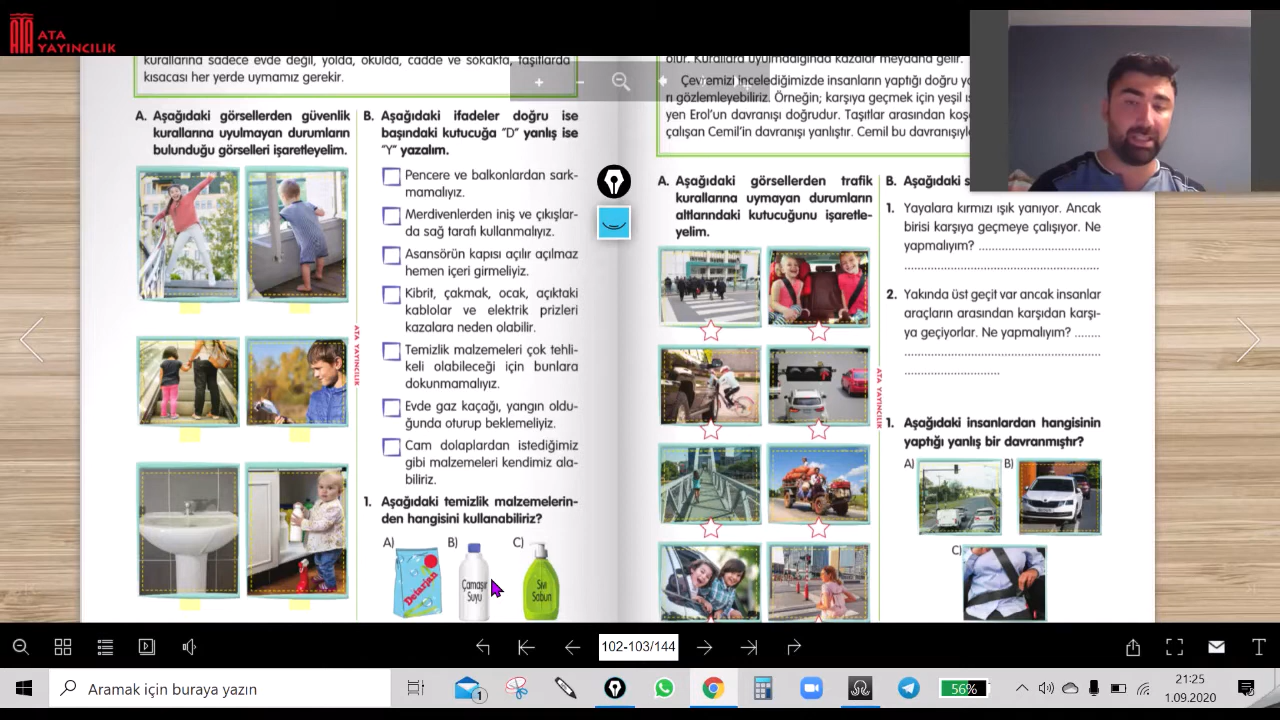 ATA
YAYINCILIK
kurallarına sadece evde değil, yolda, okulda, cadde ve sokakta, taşıtlarda
kısacası her yerde uymamız gerekir.
A. Aşağıdaki görsellerden güvenlik
kurallarına uyulmayan durumların
bulunduğu görselleri işaretleyelim.
B. Aşağıdaki ifadeler doğru ise
başındaki kutucuğa "D" yanlış ise
"Y" yazalım.
Pencere ve balkonlardan sark-
mamalıyız.
Merdivenlerden iniş ve çıkışlar-
da sağ tarafı kullanmalıyız.
Asansörün kapısı açılır açılmaz
hemen içeri girmeliyiz.
Kibrit, çakmak, ocak, açıktaki
kablolar ve elektrik prizleri
kazalara neden olabilir.
Temizlik malzemeleri çok tehli-
keli olabileceği için bunlara
dokunmamalıyız.
Evde gaz kaçağı, yangın oldu-
ğunda oturup beklemeliyiz.
Cam dolaplardan istediğimiz
gibi malzemeleri kendimiz ala-
biliriz.
1. Aşağıdaki temizlik malzemelerin-
den hangisini kullanabiliriz?
A) B) C)
Deterjan
Çamaşır
Suyu
Sıvı
Sabun
ATA YAYINCILIK
olur. Kurallara uyulmadığında kazalar meydana gelir.
Çevremizi incelediğimizde insanların yaptığı doğru
rı gözlemleyebiliriz. Örneğin; karşıya geçmek için yeşil
yen Erol'un davranışı doğrudur. Taşıtlar arasından
çalışan Cemil'in davranışı yanlıştır. Cemil bu
A. Aşağıdaki görsellerden trafik
kurallarına uymayan durumların
altlarındaki kutucuğunu işaretle-
yelim.
ATA YAYINCILIK
B. Aşağıdaki
1. Yayalara kırmızı ışık yanıyor. Ancak
birisi karşıya geçmeye çalışıyor. Ne
yapmalıyım? ................................
....................................................
2. Yakında üst geçit var ancak insanlar
araçların arasından karşıdan karşı-
ya geçiyorlar. Ne yapmalıyım? .......
....................................................
..........................
1. Aşağıdaki insanlardan hangisinin
yaptığı yanlış bir davranmıştır?
A) B)
C)
102-103/144
T
Aramak için buraya yazın
1
56%
21:25
1.09.2020